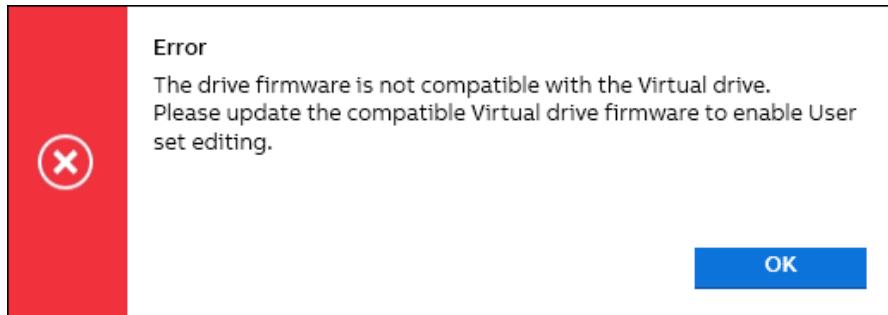 Error
The drive firmware is not compatible with the Virtual drive.
Please update the compatible Virtual drive firmware to enable User
set editing.
OK